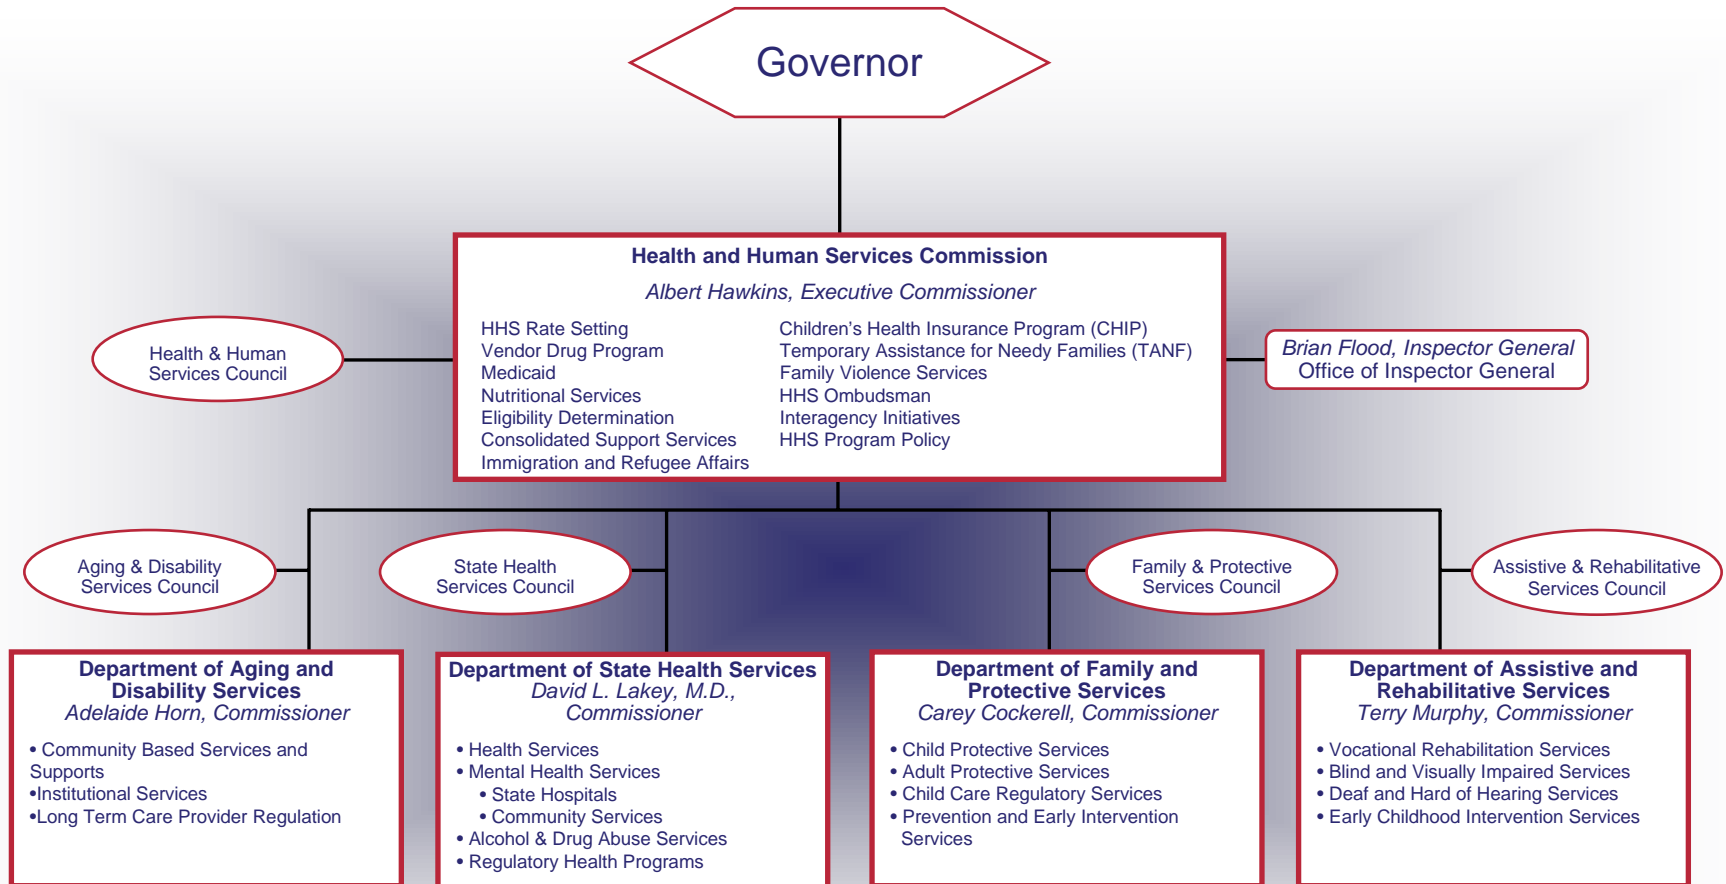 Governor
Health and Human Services Commission
Albert Hawkins, Executive Commissioner
HHS Rate Setting
Vendor Drug Program
Medicaid
Nutritional Services
Eligibility Determination
Consolidated Support Services
Immigration and Refugee Affairs
Children’s Health Insurance Program (CHIP)
Temporary Assistance for Needy Families (TANF)
Family Violence Services
HHS Ombudsman
Interagency Initiatives
HHS Program Policy
Health & Human
Services Council
Brian Flood, Inspector General
Office of Inspector General
Aging & Disability
Services Council
State Health
Services Council
Family & Protective
Services Council
Assistive & Rehabilitative
Services Council
Department of Aging and
Disability Services
Adelaide Horn, Commissioner
• Community Based Services and
Supports
•Institutional Services
•Long Term Care Provider Regulation
Department of State Health Services
David L. Lakey, M.D.,
Commissioner
• Health Services
• Mental Health Services
• State Hospitals
• Community Services
• Alcohol & Drug Abuse Services
• Regulatory Health Programs
Department of Family and
Protective Services
Carey Cockerell, Commissioner
• Child Protective Services
• Adult Protective Services
• Child Care Regulatory Services
• Prevention and Early Intervention
Services
Department of Assistive and
Rehabilitative Services
Terry Murphy, Commissioner
• Vocational Rehabilitation Services
• Blind and Visually Impaired Services
• Deaf and Hard of Hearing Services
• Early Childhood Intervention Services